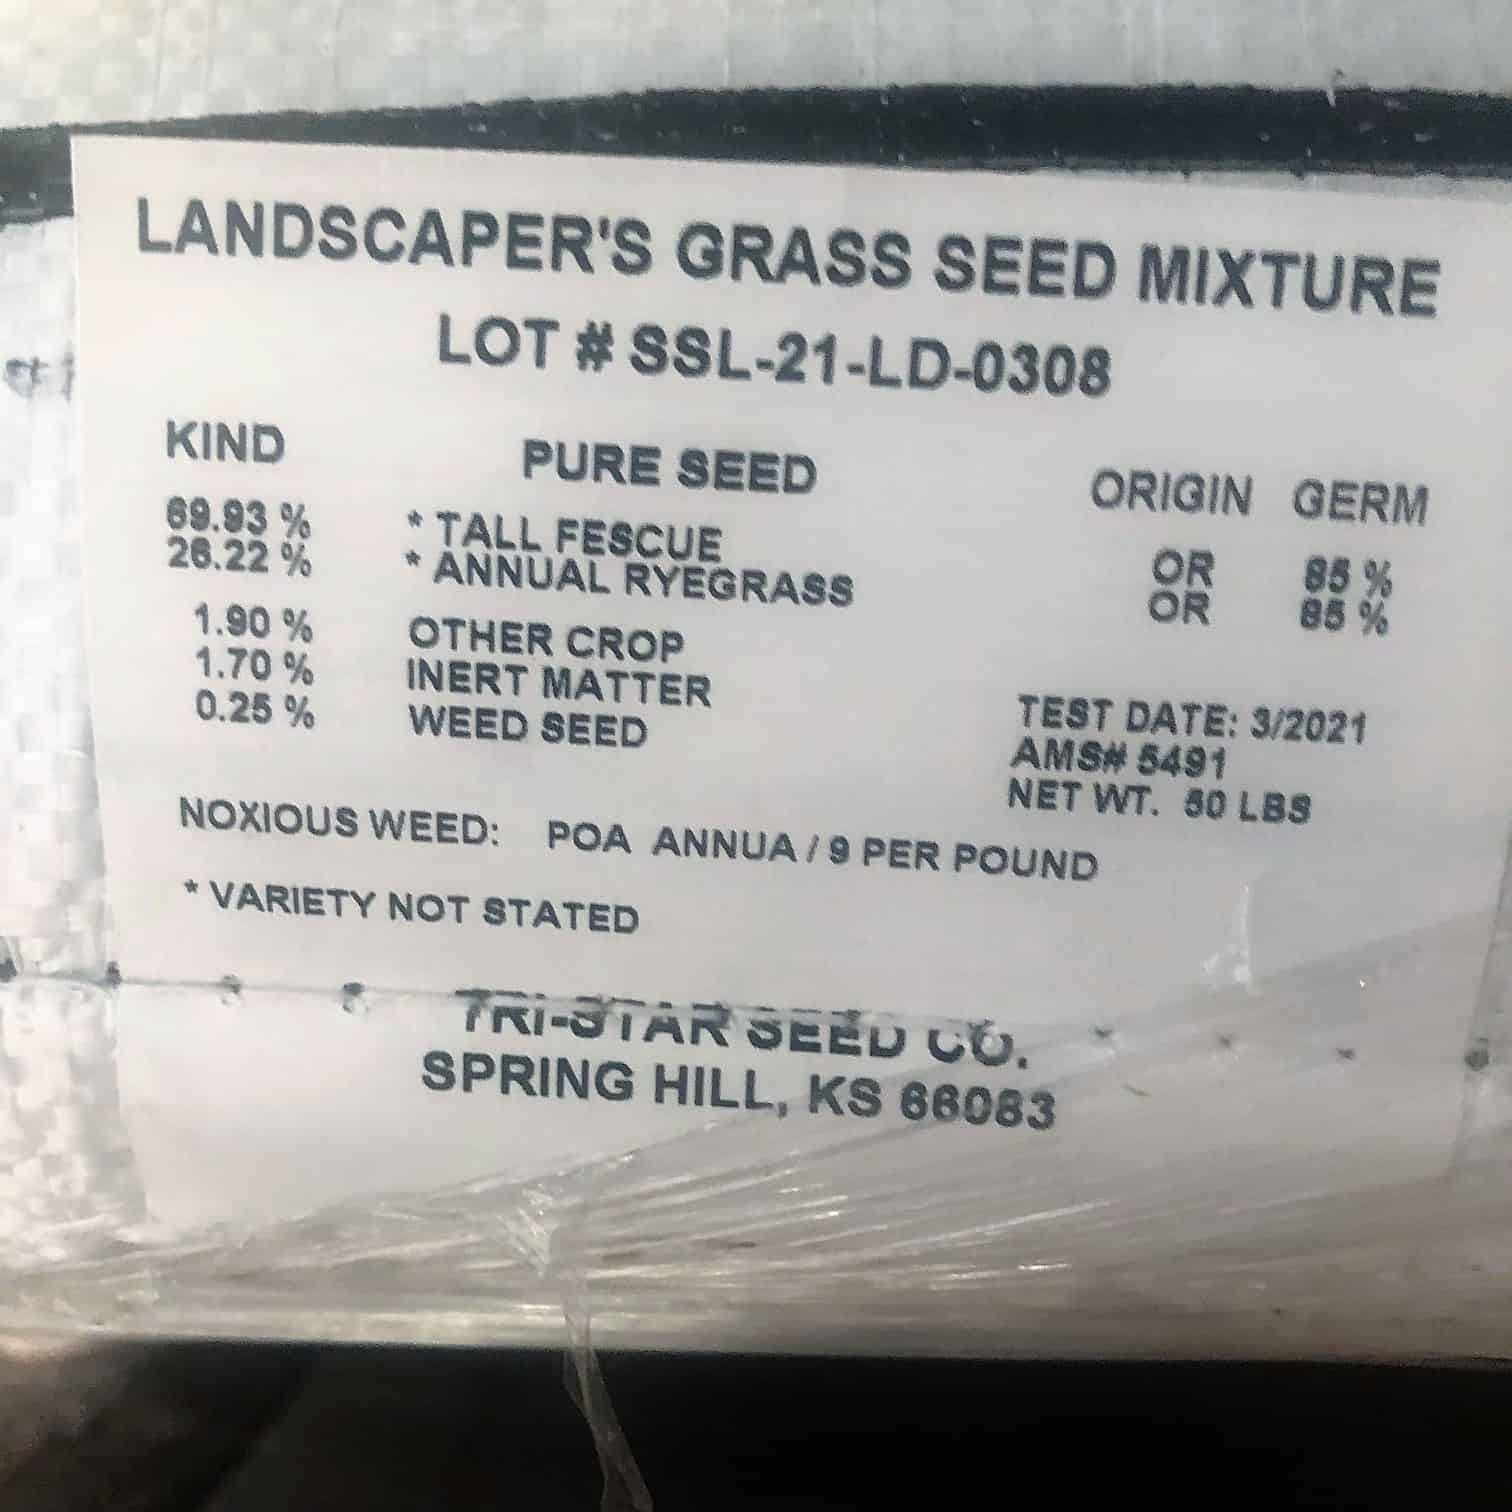 LANDSCAPER'S GRASS SEED MIXTURE
LOT # SSL-21-LD-0308
KIND PURE SEED ORIGIN GERM
69.93 % * TALL FESCUE OR 85 %
26.22 % * ANNUAL RYEGRASS OR 85 %
1.90 % OTHER CROP
1.70 % INERT MATTER
0.25 % WEED SEED
TEST DATE: 3/2021
AMS# 5491
NET WT. 50 LBS
NOXIOUS WEED: POA ANNUA / 9 PER POUND
* VARIETY NOT STATED
TRI-STAR SEED CO.
SPRING HILL, KS 66083